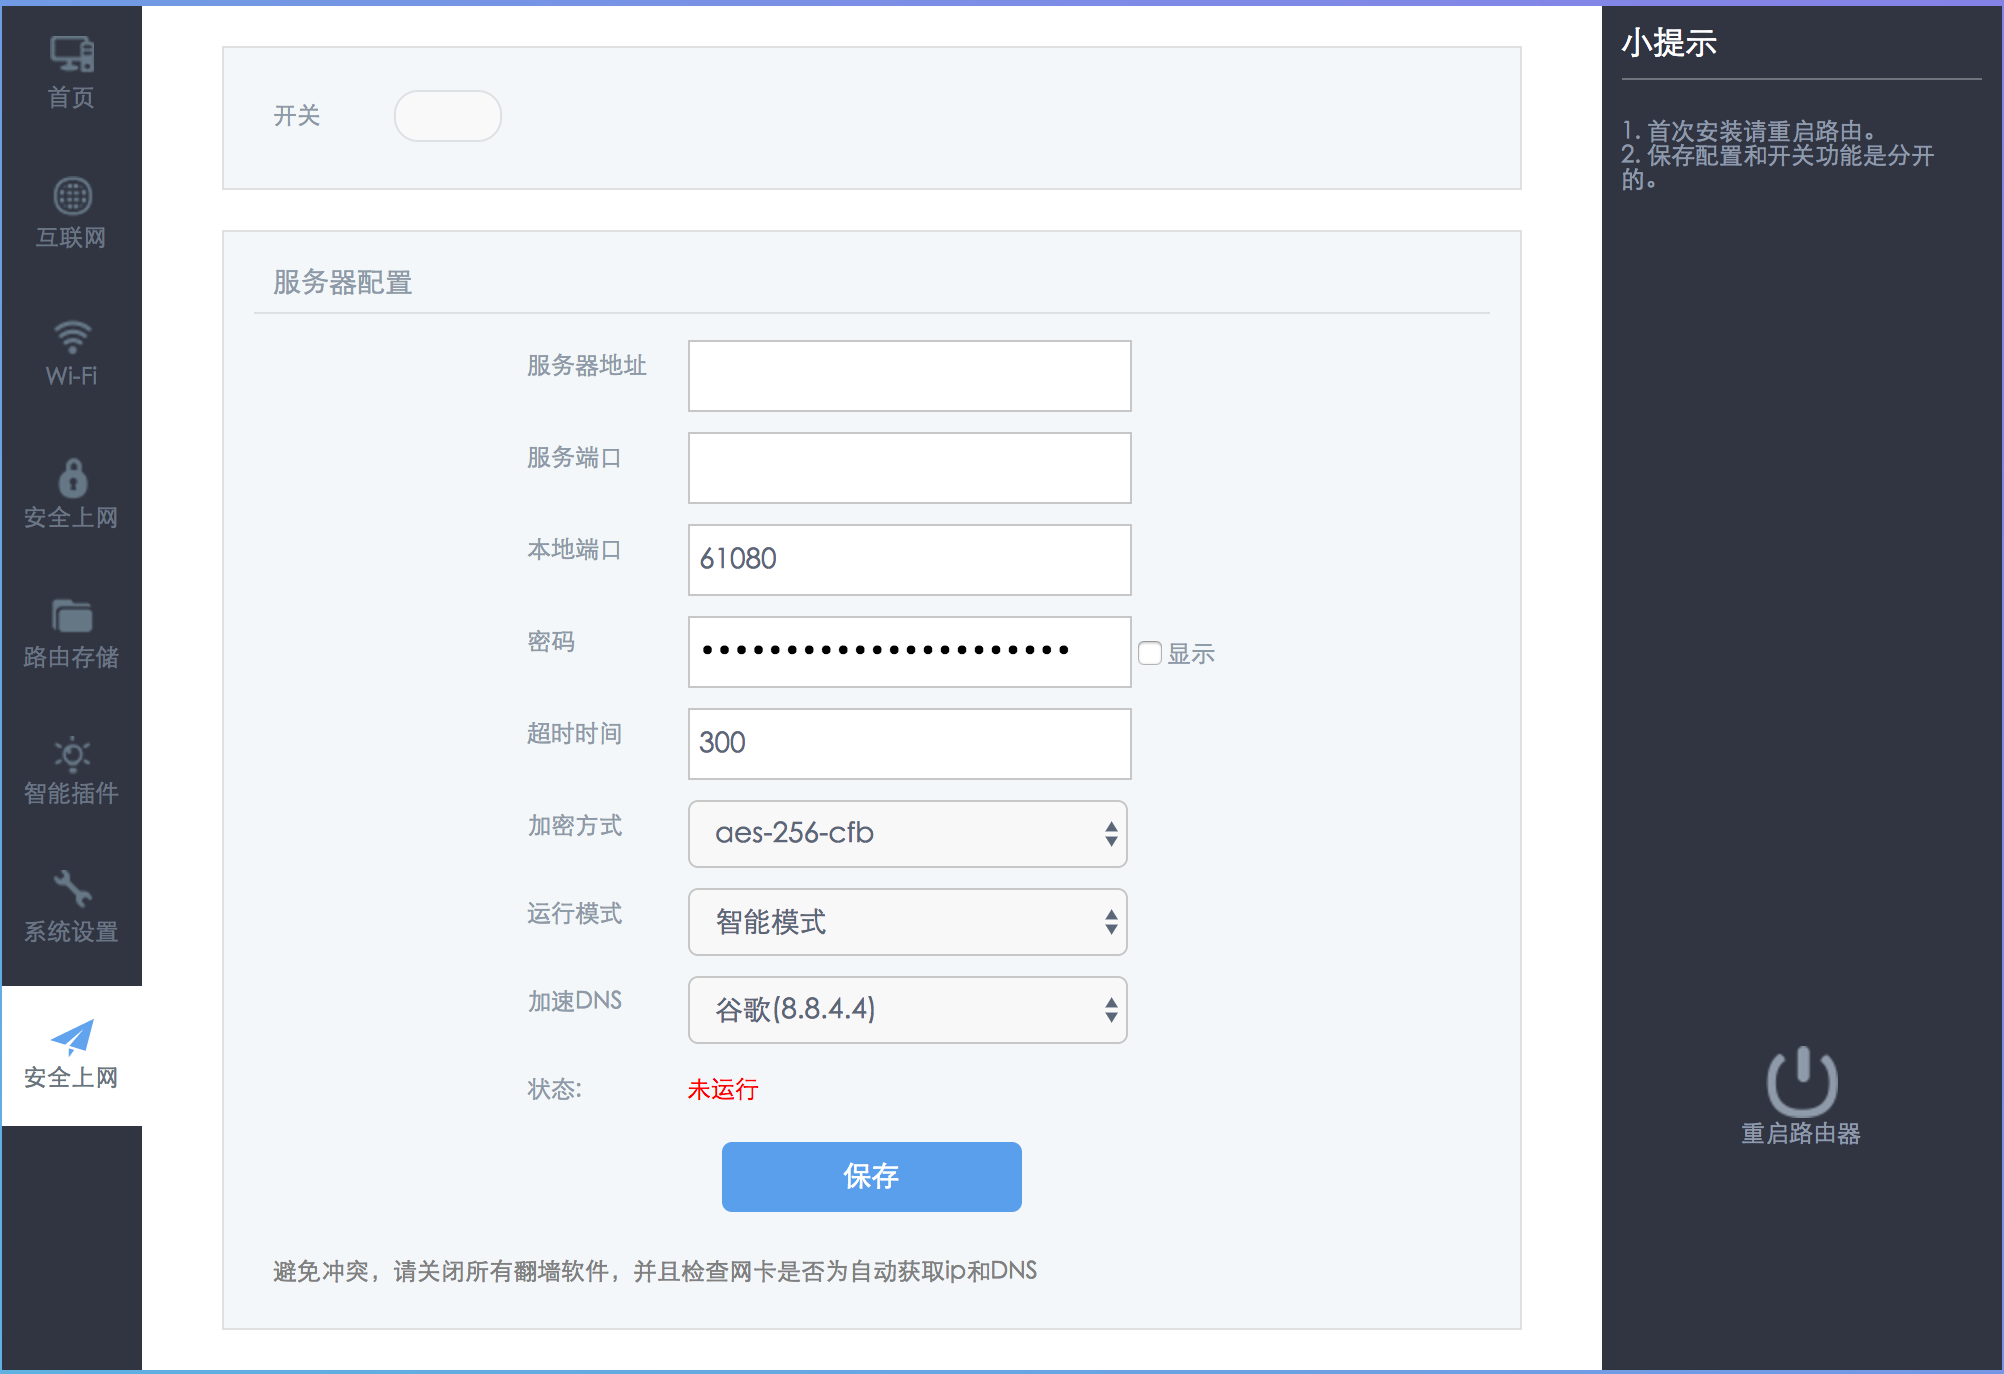 首页
互联网
Wi-Fi
安全上网
路由存储
智能插件
系统设置
安全上网
开关
服务器配置
服务器地址
服务端口
本地端口 61080
密码 •••••••••••••••••••••• 显示
超时时间 300
加密方式 aes-256-cfb
运行模式 智能模式
加速DNS 谷歌(8.8.4.4)
状态: 未运行
保存
避免冲突，请关闭所有翻墙软件，并且检查网卡是否为自动获取ip和DNS
小提示
1. 首次安装请重启路由。
2. 保存配置和开关功能是分开
的。
重启路由器